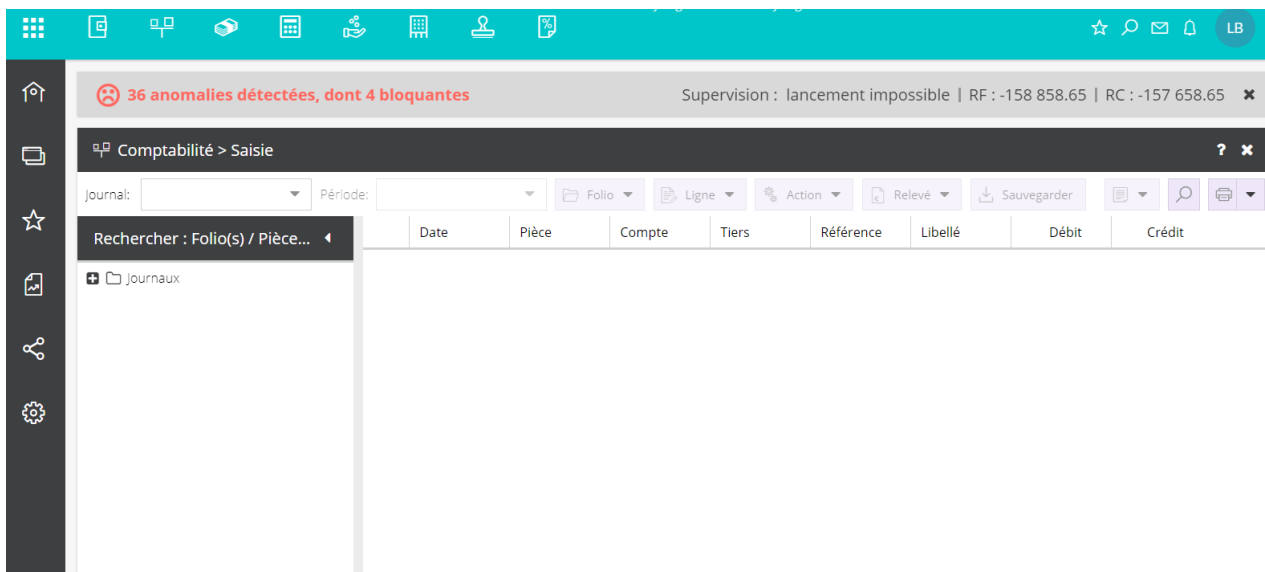 LB
36 anomalies détectées, dont 4 bloquantes
Supervision : lancement impossible | RF : -158 858.65 | RC : -157 658.65
Comptabilité > Saisie
Journal:
Période:
Folio
Ligne
Action
Relevé
Sauvegarder
Rechercher : Folio(s) / Pièce...
Date
Pièce
Compte
Tiers
Référence
Libellé
Débit
Crédit
Journaux